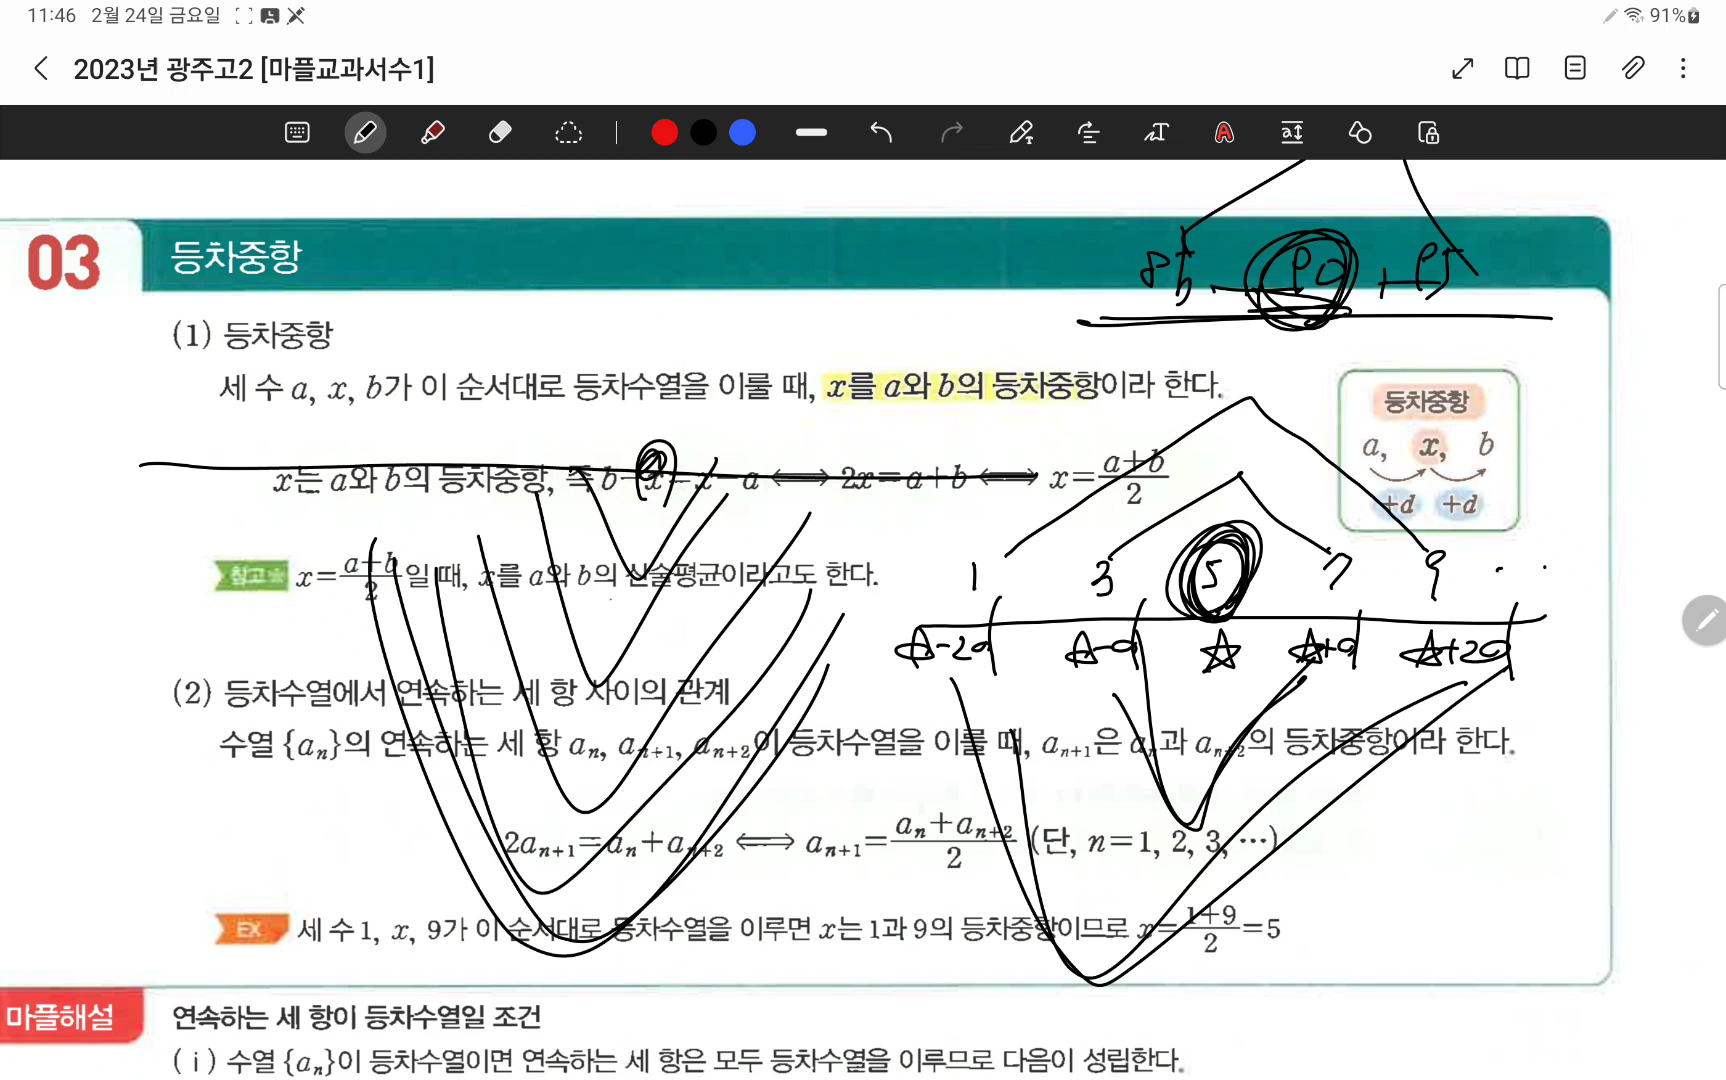 11:46 2월 24일 금요일 91%
2023년 광주고2 [마플교과서수1]
03 등차중항
(1) 등차중항
세 수 a, x, b가 이 순서대로 등차수열을 이룰 때, x를 a와 b의 등차중항이라 한다.
등차중항
a, x, b
+d +d
x는 a와 b의 등차중항, 즉 b-x=x-a ⟺ 2x=a+b ⟺ x=\frac{a+b}{2}
참고 x=\frac{a+b}{2}일 때, x를 a와 b의 산술평균이라고도 한다.
1 3 5 7 9 . .
☆-2d ☆-d ☆ ☆+d ☆+2d
(2) 등차수열에서 연속하는 세 항 사이의 관계
수열 {aₙ}의 연속하는 세 항 aₙ, aₙ₊₁, aₙ₊₂이 등차수열을 이룰 때, aₙ₊₁은 aₙ과 aₙ₊₂의 등차중항이라 한다.
2aₙ₊₁=aₙ+aₙ₊₂ ⟺ aₙ₊₁=\frac{aₙ+aₙ₊₂}{2} (단, n=1, 2, 3, ⋯)
EX 세 수 1, x, 9가 이 순서대로 등차수열을 이루면 x는 1과 9의 등차중항이므로 x=\frac{1+9}{2}=5
마플해설 연속하는 세 항이 등차수열일 조건
(ⅰ) 수열 {aₙ}이 등차수열이면 연속하는 세 항은 모두 등차수열을 이루므로 다음이 성립한다.